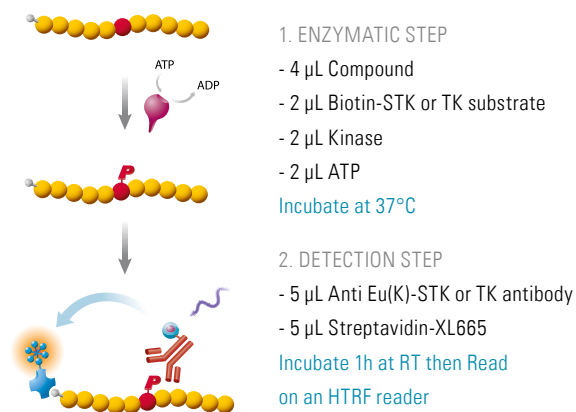 1. ENZYMATIC STEP
- 4 µL Compound
- 2 µL Biotin-STK or TK substrate
- 2 µL Kinase
- 2 µL ATP
Incubate at 37°C
2. DETECTION STEP
- 5 µL Anti Eu(K)-STK or TK antibody
- 5 µL Streptavidin-XL665
Incubate 1h at RT then Read
on an HTRF reader
ATP
ADP
P
P